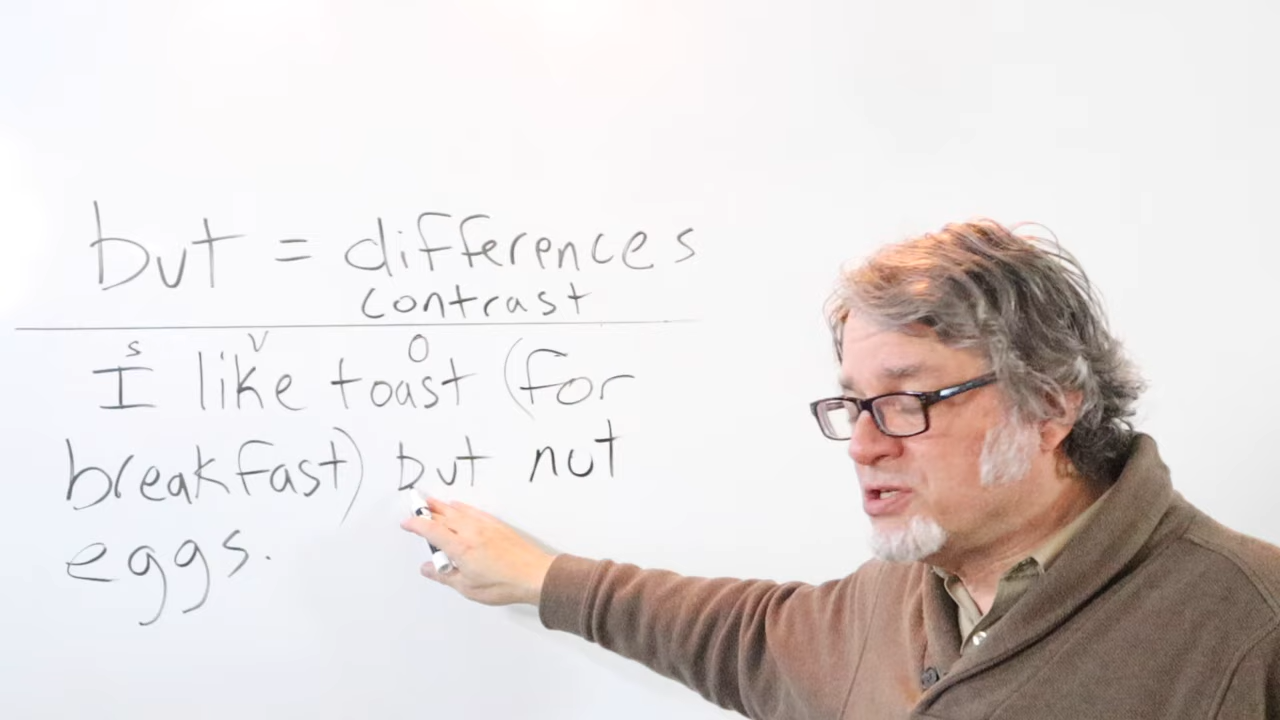 but = differences
contrast
s v O
I like toast (for
breakfast) but not
eggs.